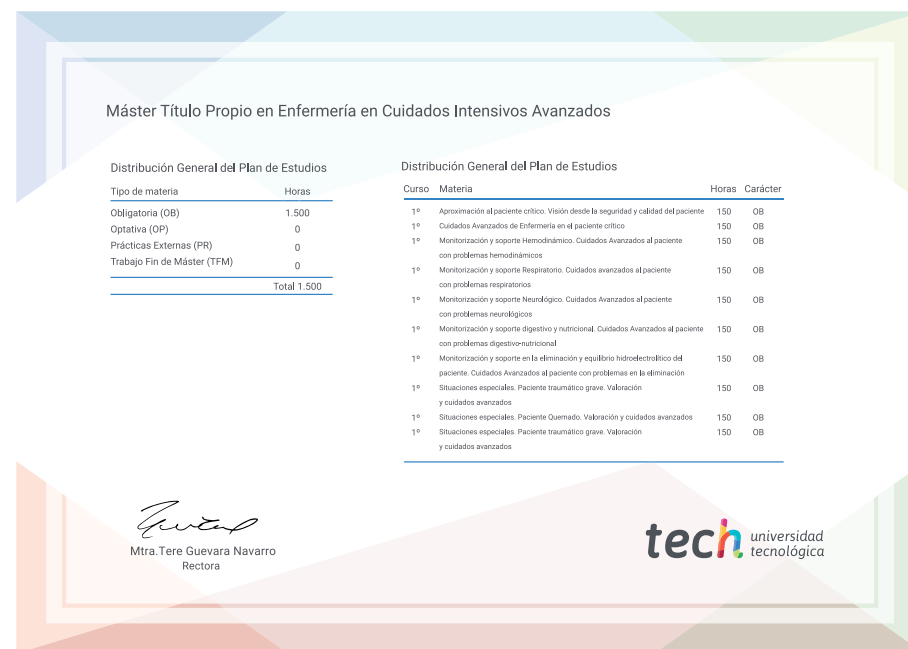 Máster Título Propio en Enfermería en Cuidados Intensivos Avanzados
Distribución General del Plan de Estudios
Tipo de materia Horas
Obligatoria (OB) 1.500
Optativa (OP) 0
Prácticas Externas (PR) 0
Trabajo Fin de Máster (TFM) 0
Total 1.500
Distribución General del Plan de Estudios
Curso Materia Horas Carácter
1º Aproximación al paciente crítico. Visión desde la seguridad y calidad del paciente 150 OB
1º Cuidados Avanzados de Enfermería en el paciente crítico 150 OB
1º Monitorización y soporte Hemodinámico. Cuidados Avanzados al paciente 150 OB
con problemas hemodinámicos
1º Monitorización y soporte Respiratorio. Cuidados avanzados al paciente 150 OB
con problemas respiratorios
1º Monitorización y soporte Neurológico. Cuidados Avanzados al paciente 150 OB
con problemas neurológicos
1º Monitorización y soporte digestivo y nutricional. Cuidados Avanzados al paciente 150 OB
con problemas digestivo-nutricional
1º Monitorización y soporte en la eliminación y equilibrio hidroelectrolítico del 150 OB
paciente. Cuidados Avanzados al paciente con problemas en la eliminación
1º Situaciones especiales. Paciente traumático grave. Valoración 150 OB
y cuidados avanzados
1º Situaciones especiales. Paciente Quemado. Valoración y cuidados avanzados 150 OB
1º Situaciones especiales. Paciente traumático grave. Valoración 150 OB
y cuidados avanzados
Mtra.Tere Guevara Navarro
Rectora
tech universidad
tecnológica